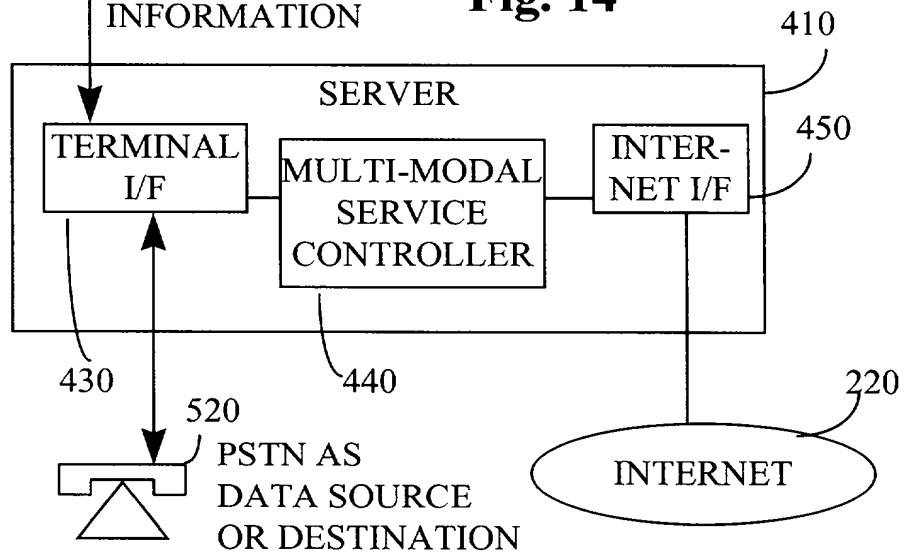 Fig. 14
INFORMATION
410
SERVER
TERMINAL
I/F
MULTI-MODAL
SERVICE
CONTROLLER
INTER-
NET I/F
450
430
440
220
520
PSTN AS
DATA SOURCE
OR DESTINATION
INTERNET